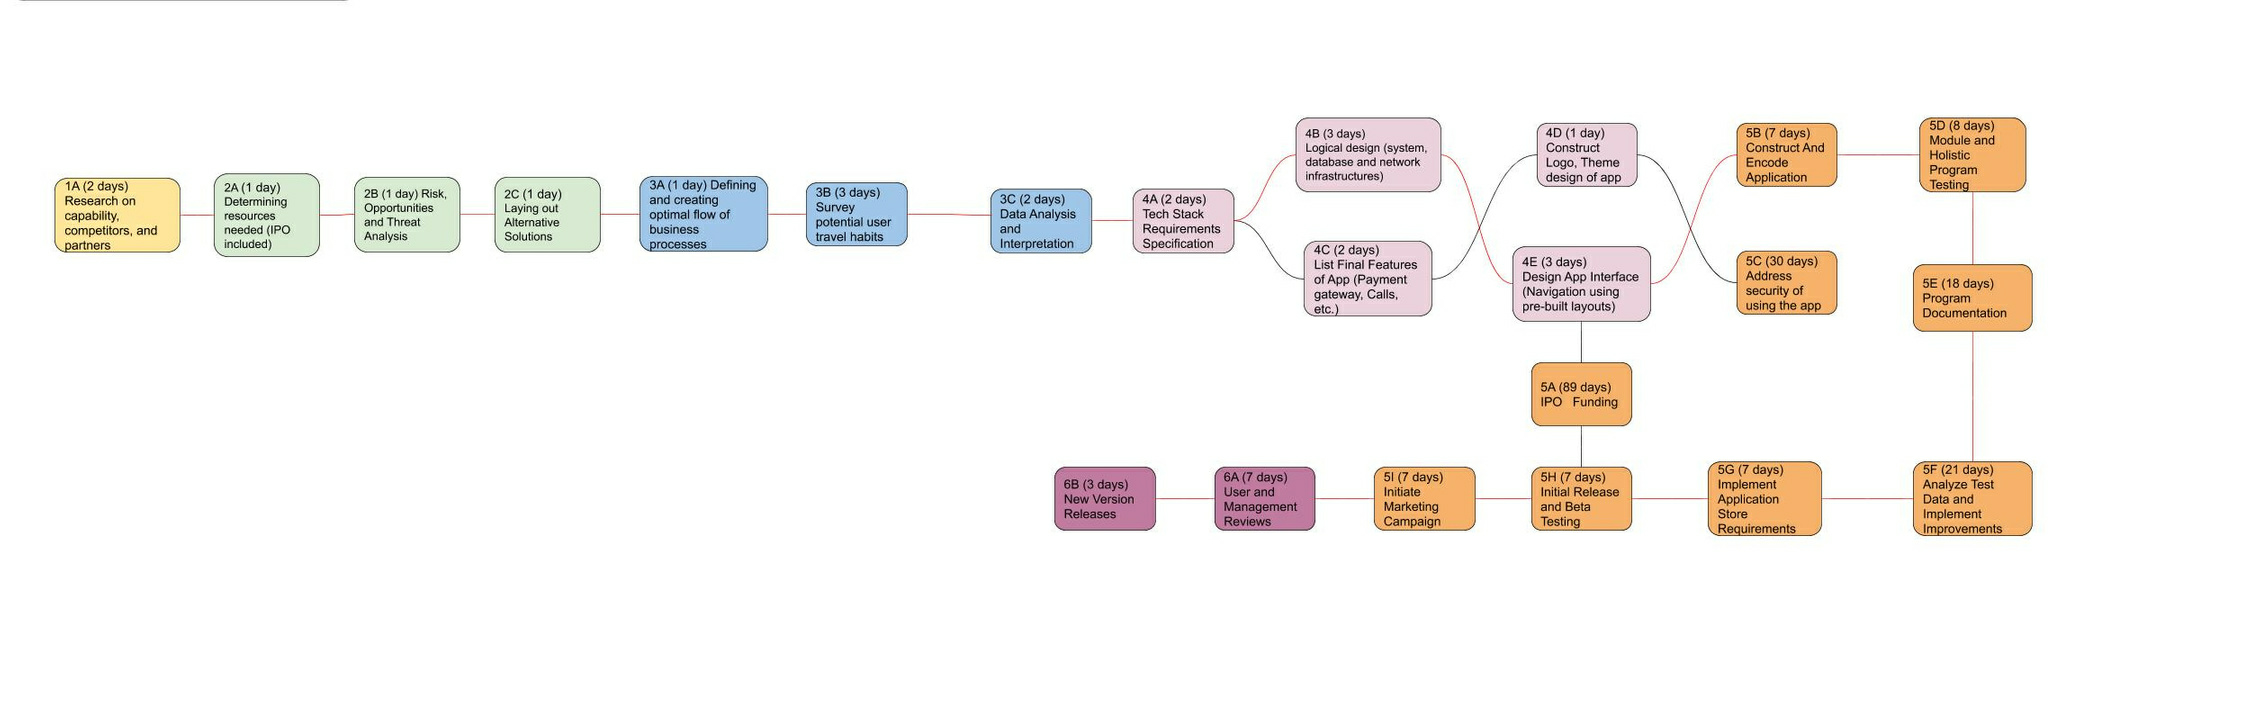 1A (2 days)
Research on
capability,
competitors, and
partners
2A (1 day)
Determining
resources
needed (IPO
included)
2B (1 day) Risk,
Opportunities
and Threat
Analysis
2C (1 day)
Laying out
Alternative
Solutions
3A (1 day) Defining
and creating
optimal flow of
business
processes
3B (3 days)
Survey
potential user
travel habits
3C (2 days)
Data Analysis
and
Interpretation
4A (2 days)
Tech Stack
Requirements
Specification
4B (3 days)
Logical design (system,
database and network
infrastructures)
4C (2 days)
List Final Features
of App (Payment
gateway, Calls,
etc.)
4D (1 day)
Construct
Logo, Theme
design of app
4E (3 days)
Design App Interface
(Navigation using
pre-built layouts)
5B (7 days)
Construct And
Encode
Application
5C (30 days)
Address
security of
using the app
5D (8 days)
Module and
Holistic
Program
Testing
5E (18 days)
Program
Documentation
5A (89 days)
IPO Funding
6B (3 days)
New Version
Releases
6A (7 days)
User and
Management
Reviews
5I (7 days)
Initiate
Marketing
Campaign
5H (7 days)
Initial Release
and Beta
Testing
5G (7 days)
Implement
Application
Store
Requirements
5F (21 days)
Analyze Test
Data and
Implement
Improvements